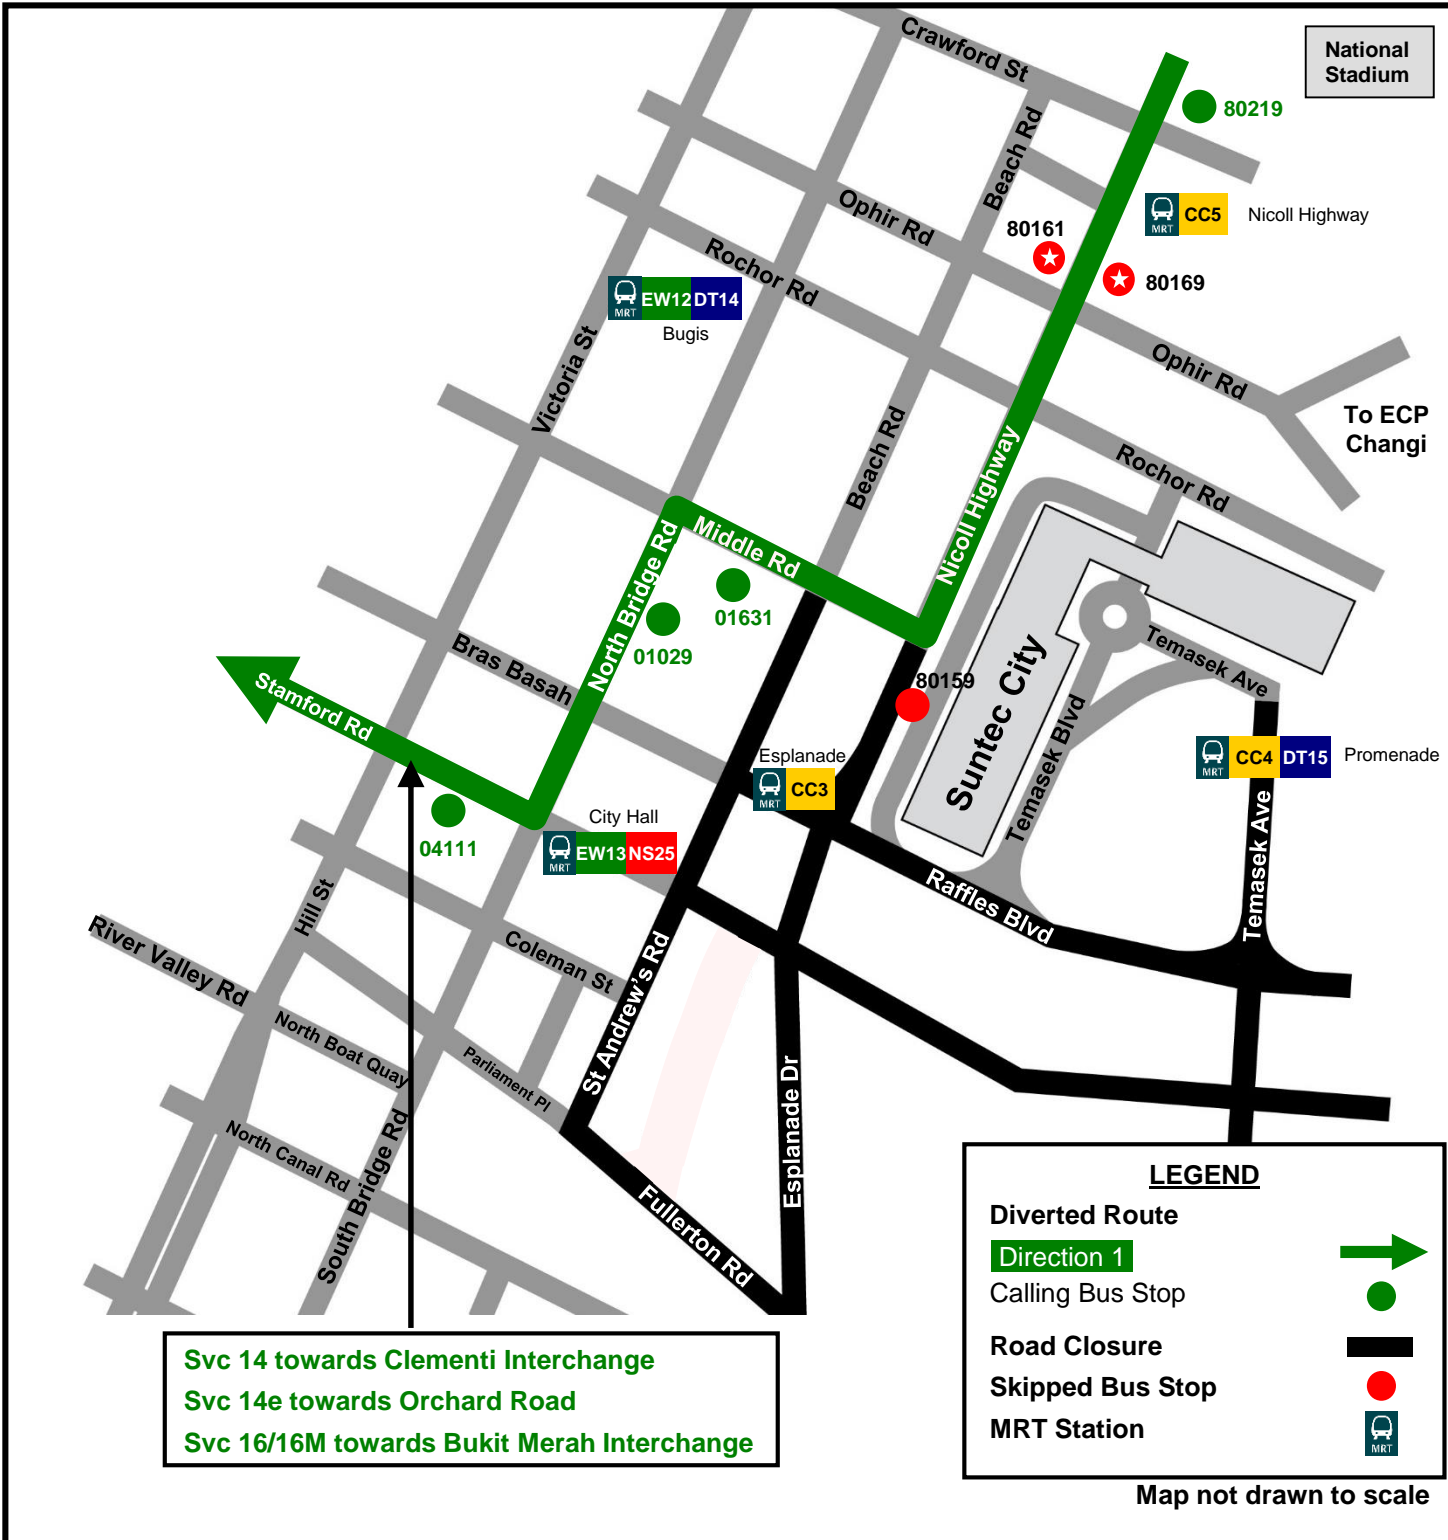 Crawford St
National
Stadium
80219
Beach Rd
Ophir Rd
80161
MRT
CC5
Nicoll Highway
80169
Rochor Rd
MRT
EW12
DT14
Bugis
Victoria St
Ophir Rd
To ECP
Changi
Beach Rd
Nicoll Highway
Rochor Rd
Middle Rd
01631
North Bridge Rd
01029
Bras Basah
Stamford Rd
80159
Suntec City
Temasek Ave
Temasek Blvd
Esplanade
MRT
CC3
MRT
CC4
DT15
Promenade
Temasek Ave
City Hall
MRT
EW13
NS25
04111
Raffles Blvd
Hill St
River Valley Rd
Coleman St
North Boat Quay
Parliament Pl
St Andrew's Rd
Esplanade Dr
North Canal Rd
South Bridge Rd
Fullerton Rd
Svc 14 towards Clementi Interchange
Svc 14e towards Orchard Road
Svc 16/16M towards Bukit Merah Interchange
LEGEND
Diverted Route
Direction 1
Calling Bus Stop
Road Closure
Skipped Bus Stop
MRT Station
MRT
Map not drawn to scale